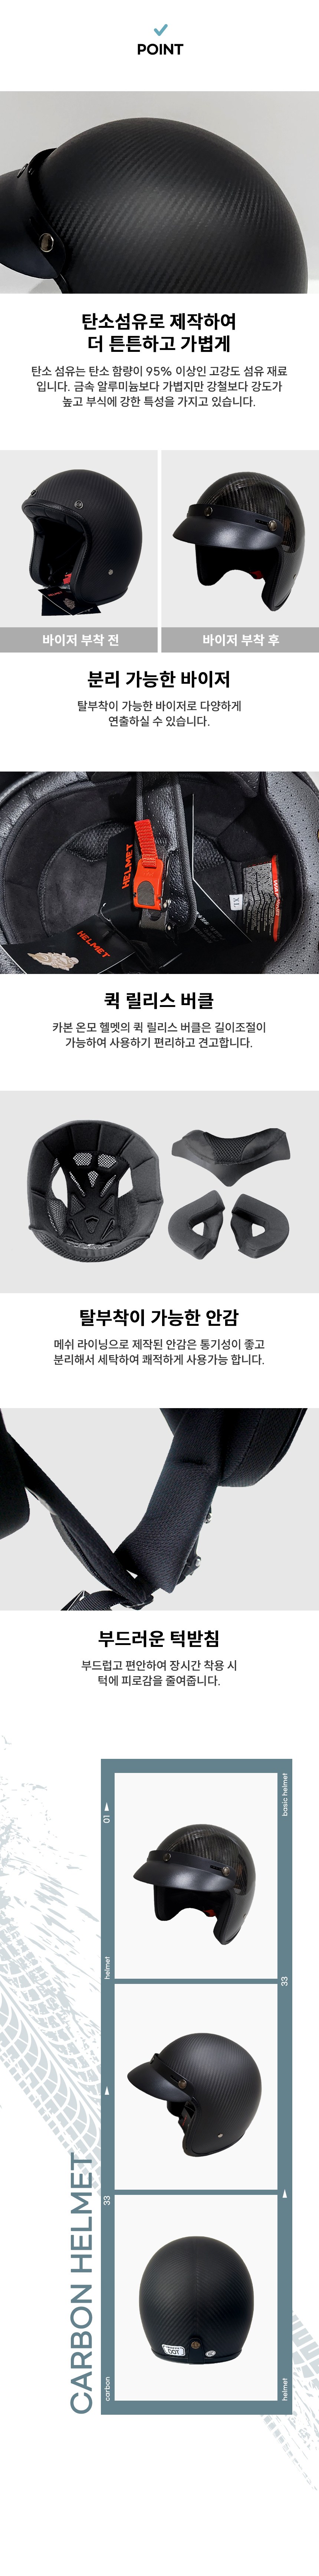 POINT
탄소섬유로 제작하여
더 튼튼하고 가볍게
탄소 섬유는 탄소 함량이 95% 이상인 고강도 섬유 재료
입니다. 금속 알루미늄보다 가볍지만 강철보다 강도가
높고 부식에 강한 특성을 가지고 있습니다.
바이저 부착 전
바이저 부착 후
분리 가능한 바이저
탈부착이 가능한 바이저로 다양하게
연출하실 수 있습니다.
HELMET
HELMET
XL
퀵 릴리스 버클
카본 온모 헬멧의 퀵 릴리스 버클은 길이조절이
가능하여 사용하기 편리하고 견고합니다.
탈부착이 가능한 안감
메쉬 라이닝으로 제작된 안감은 통기성이 좋고
분리해서 세탁하여 쾌적하게 사용가능 합니다.
부드러운 턱받침
부드럽고 편안하여 장시간 착용 시
턱에 피로감을 줄여줍니다.
01
basic helmet
helmet
33
33
CARBON HELMET
carbon
helmet
DOT